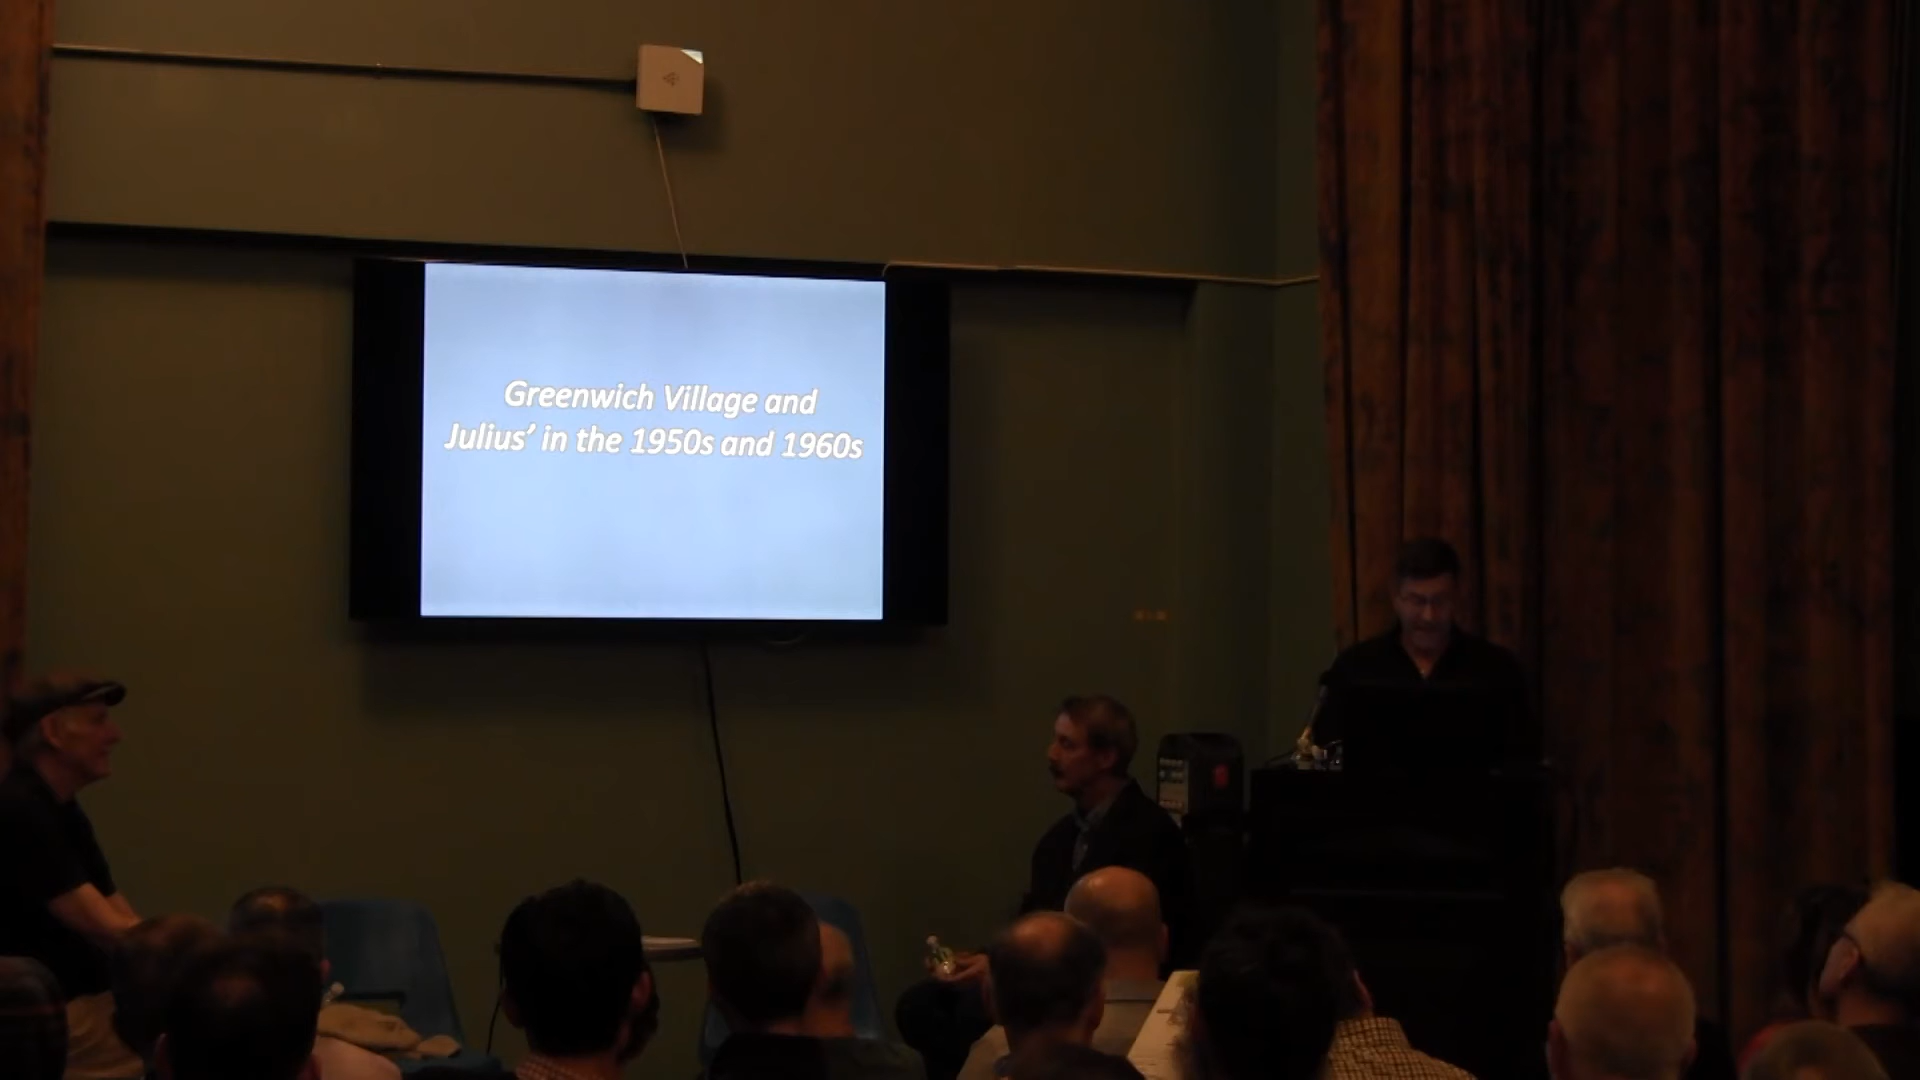 Greenwich Village and
Julius' in the 1950s and 1960s